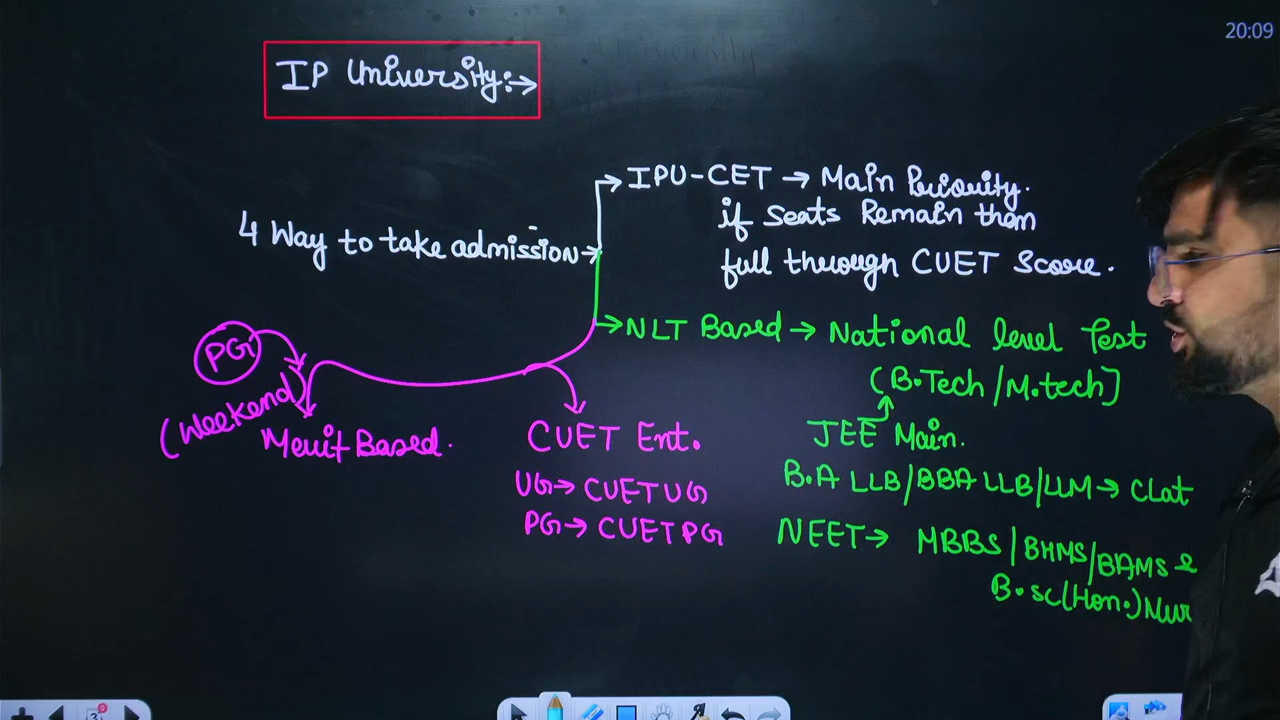 20:09
IP University:→
4 Way to take admission→
→IPU-CET → Main Priority.
if Seats Remain then
full through CUET Score.
→NLT Based → National level Test
(B.Tech/M.tech]
JEE Main.
B.A LLB/BBA LLB/LLM→ Clat
NEET→ MBBS/BHMS/BAMS &
B.sc(Hon.)Nur
PG
(Weekend)
Merit Based.
CUET Ent.
UG→ CUET UG
PG→ CUET PG